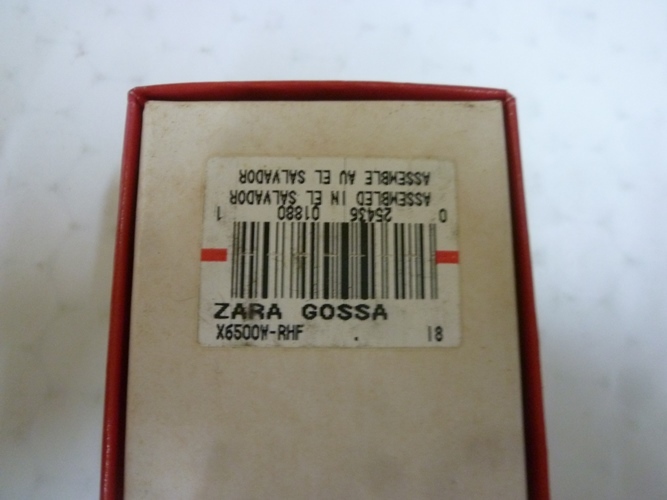 ZARA GOSSA
X6500W-RHF 18
0 25436 01880 1
ASSEMBLED IN EL SALVADOR
ASSEMBLE AU EL SALVADOR